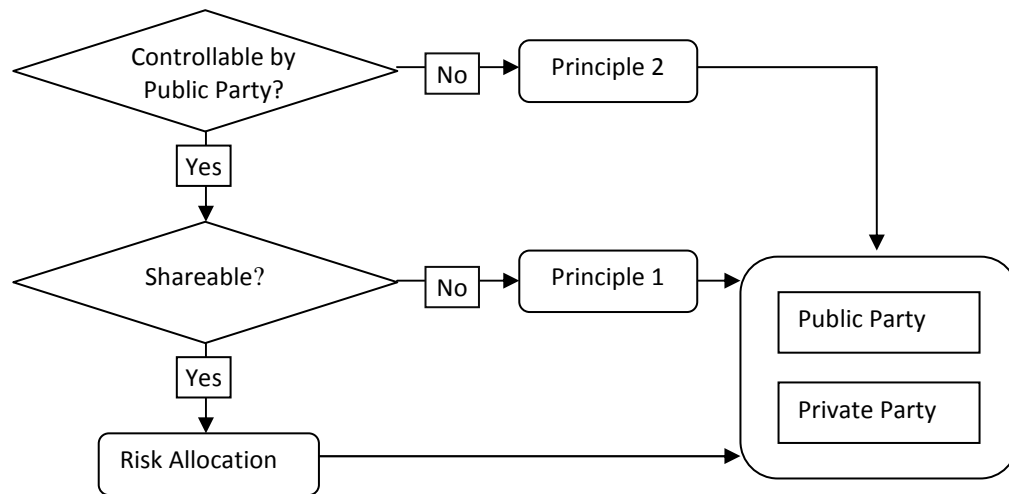 Controllable by
Public Party?
No
Principle 2
Yes
Shareable?
No
Principle 1
Public Party
Yes
Private Party
Risk Allocation